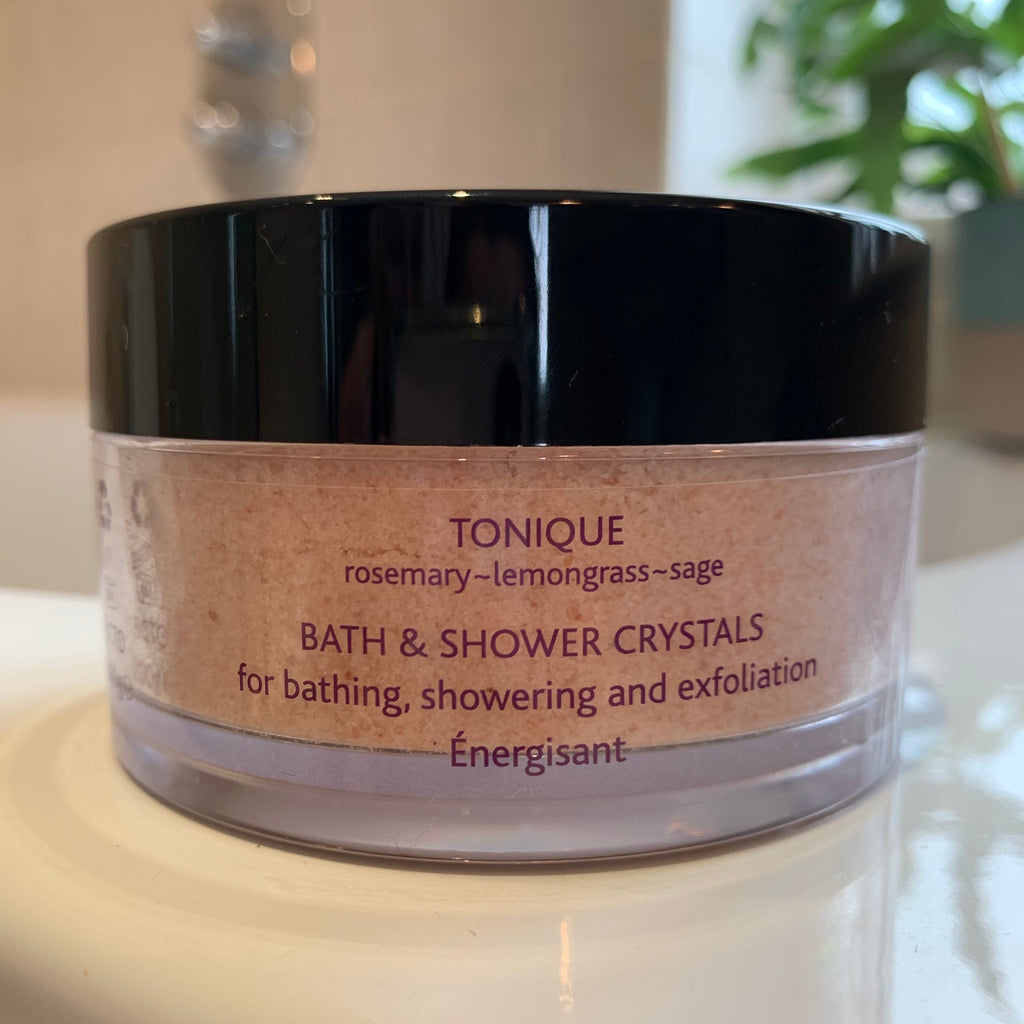 TONIQUE
rosemary~lemongrass~sage
BATH & SHOWER CRYSTALS
for bathing, showering and exfoliation
Énergisant